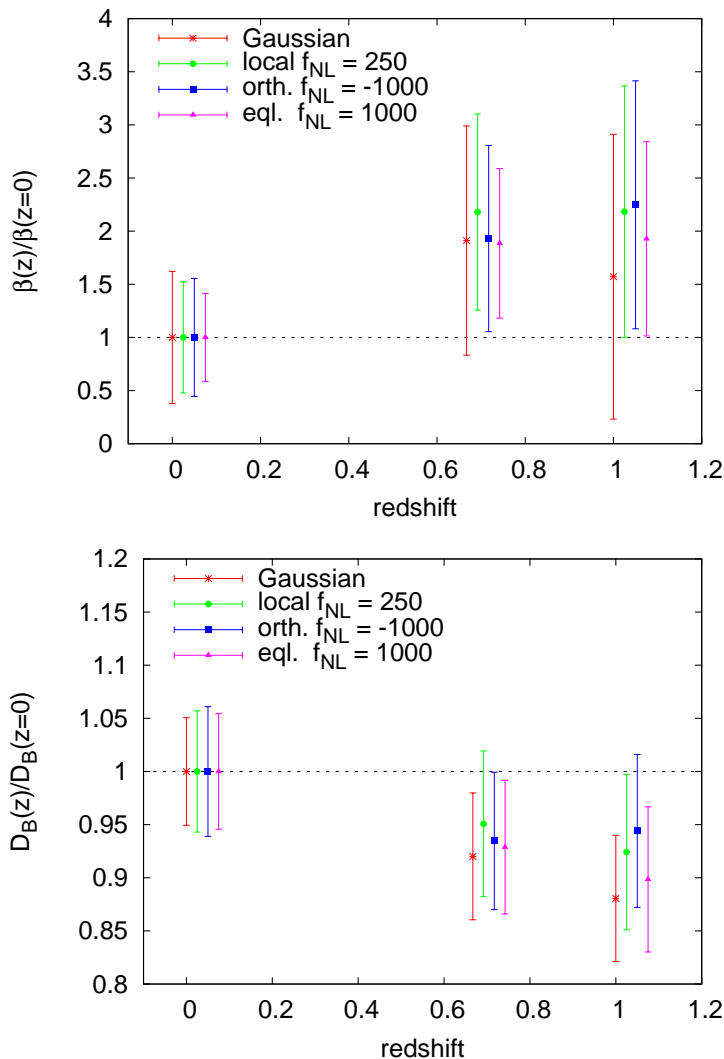 4
3.5
3
2.5
2
1.5
1
0.5
0
β(z)/β(z=0)
Gaussian
local f_NL = 250
orth. f_NL = -1000
eql. f_NL = 1000
0 0.2 0.4 0.6 0.8 1 1.2
redshift
1.2
1.15
1.1
1.05
1
0.95
0.9
0.85
0.8
D_B(z)/D_B(z=0)
Gaussian
local f_NL = 250
orth. f_NL = -1000
eql. f_NL = 1000
0 0.2 0.4 0.6 0.8 1 1.2
redshift